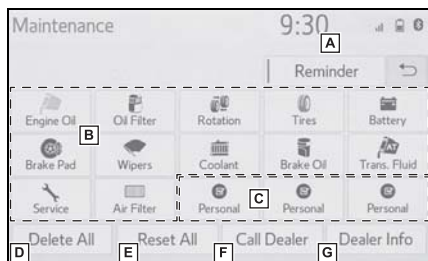 Maintenance 9:30
A
Reminder
Engine Oil Oil Filter Rotation Tires Battery
B
Brake Pad Wipers Coolant Brake Oil Trans. Fluid
C
Service Air Filter Personal Personal Personal
D E F G
Delete All Reset All Call Dealer Dealer Info